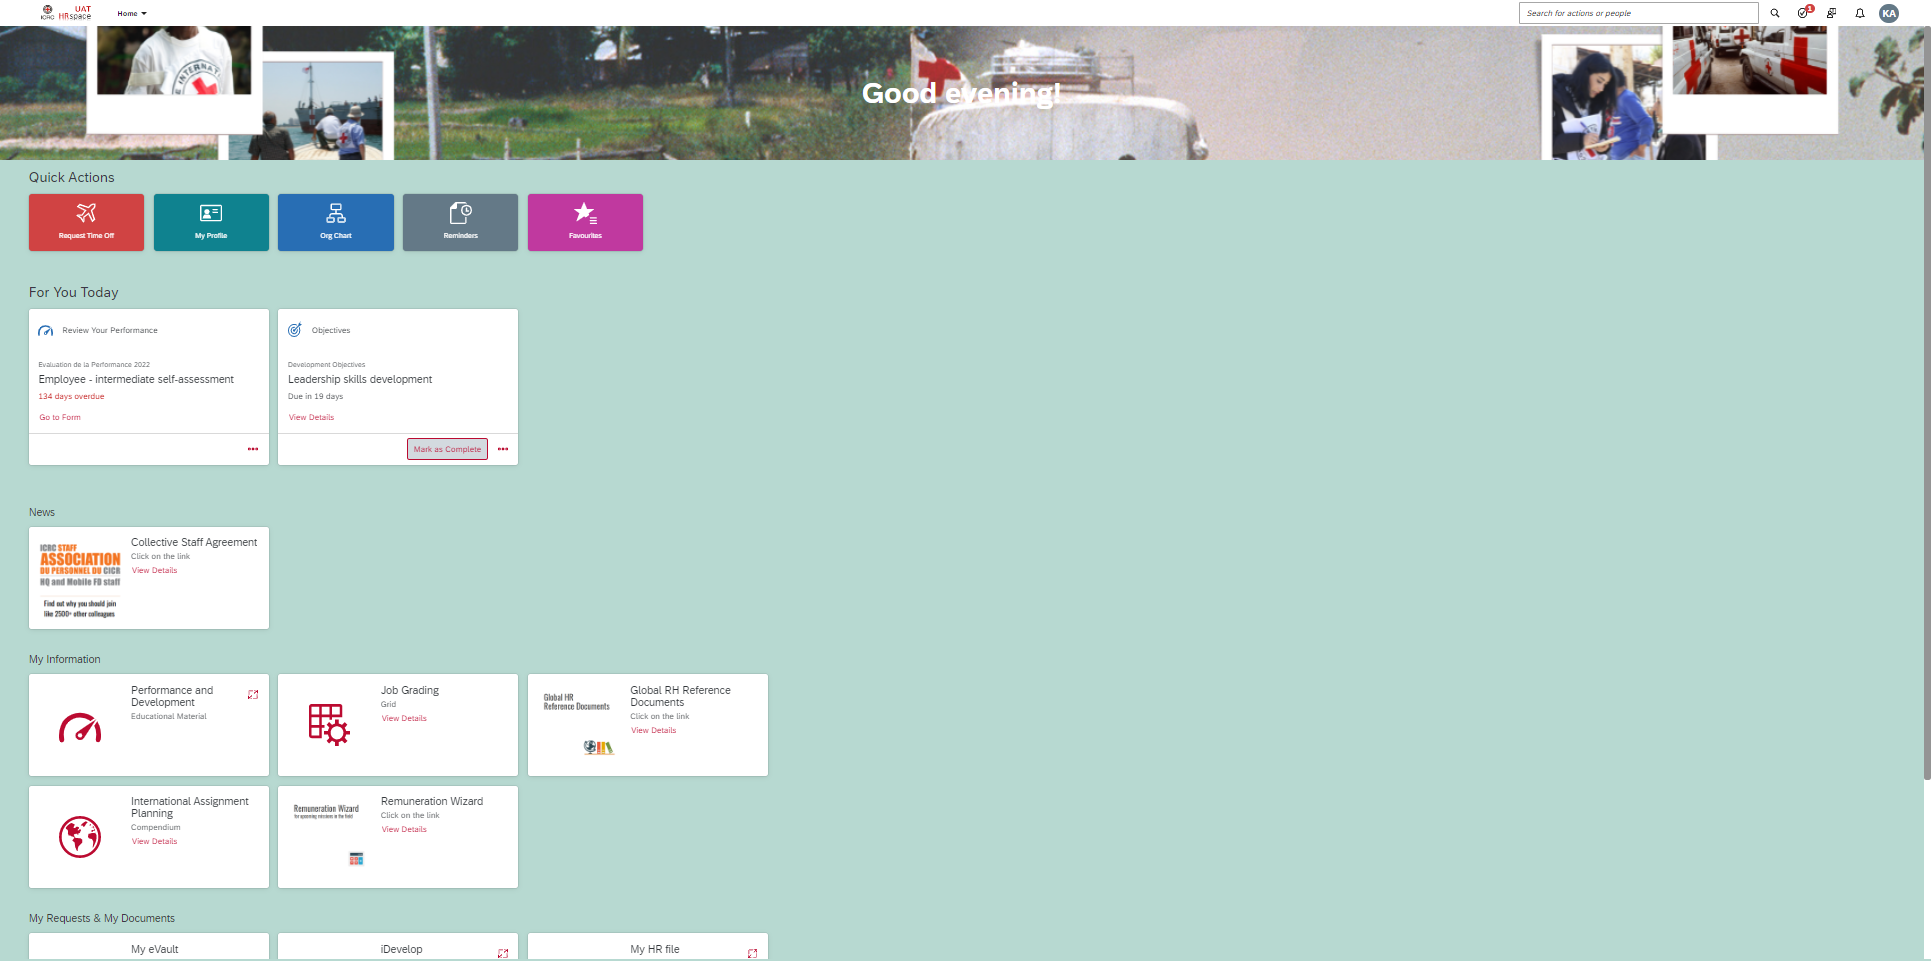 ICRC
UAT
HRspace
Home
Search for actions or people
1
KA
INTERNAT
Good evening!
Quick Actions
Request Time Off
My Profile
Org Chart
Reminders
Favourites
For You Today
Review Your Performance
Evaluation de la Performance 2022
Employee - intermediate self-assessment
134 days overdue
Go to Form
Objectives
Development Objectives
Leadership skills development
Due in 19 days
View Details
Mark as Complete
News
ICRC STAFF
ASSOCIATION
DU PERSONNEL DU CICR
HQ and Mobile FD staff
Find out why you should join
like 2500+ other colleagues
Collective Staff Agreement
Click on the link
View Details
My Information
Performance and
Development
Educational Material
Job Grading
Grid
View Details
Global HR
Reference Documents
Global RH Reference
Documents
Click on the link
View Details
International Assignment
Planning
Compendium
View Details
Remuneration Wizard
for upcoming missions in the field
Remuneration Wizard
Click on the link
View Details
My Requests & My Documents
My eVault
iDevelop
My HR file